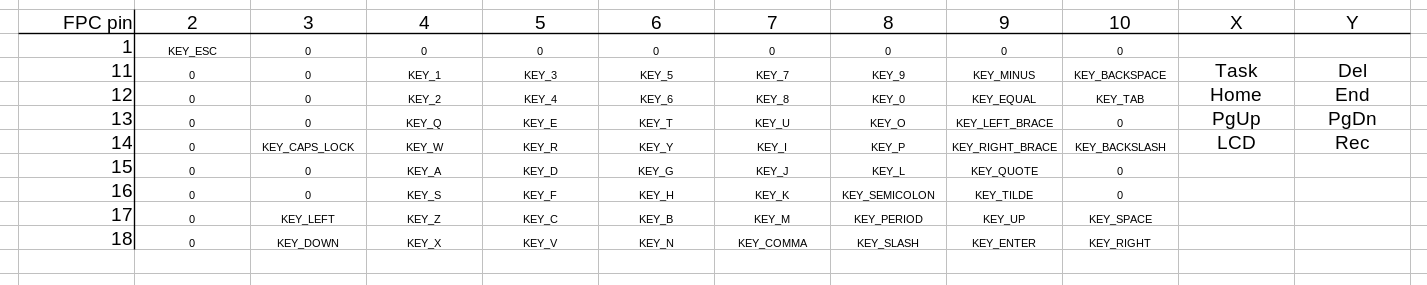 FPC pin 2 3 4 5 6 7 8 9 10 X Y
1 KEY_ESC 0 0 0 0 0 0 0 0
11 0 0 KEY_1 KEY_3 KEY_5 KEY_7 KEY_9 KEY_MINUS KEY_BACKSPACE Task Del
12 0 0 KEY_2 KEY_4 KEY_6 KEY_8 KEY_0 KEY_EQUAL KEY_TAB Home End
13 0 0 KEY_Q KEY_E KEY_T KEY_U KEY_O KEY_LEFT_BRACE 0 PgUp PgDn
14 0 KEY_CAPS_LOCK KEY_W KEY_R KEY_Y KEY_I KEY_P KEY_RIGHT_BRACE KEY_BACKSLASH LCD Rec
15 0 0 KEY_A KEY_D KEY_G KEY_J KEY_L KEY_QUOTE 0
16 0 0 KEY_S KEY_F KEY_H KEY_K KEY_SEMICOLON KEY_TILDE 0
17 0 KEY_LEFT KEY_Z KEY_C KEY_B KEY_M KEY_PERIOD KEY_UP KEY_SPACE
18 0 KEY_DOWN KEY_X KEY_V KEY_N KEY_COMMA KEY_SLASH KEY_ENTER KEY_RIGHT